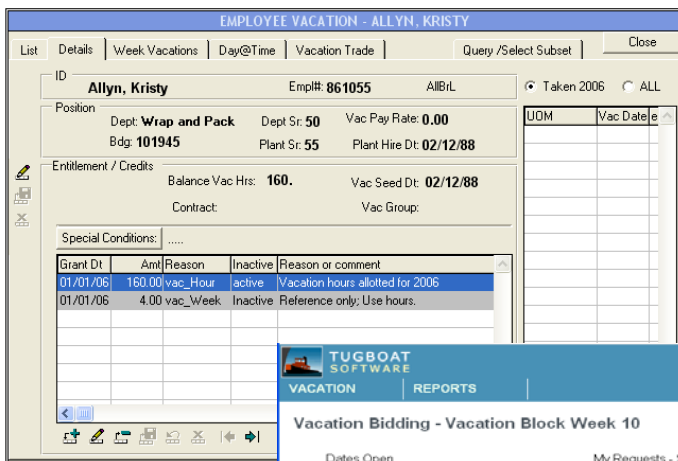 EMPLOYEE VACATION - ALLYN, KRISTY
List Details Week Vacations Day@Time Vacation Trade Query /Select Subset Close
ID
Allyn, Kristy Empl#: 861055 AllBrL Taken 2006 ALL
Position
Dept: Wrap and Pack Dept Sr: 50 Vac Pay Rate: 0.00 UOM Vac Date e
Bdg: 101945 Plant Sr: 55 Plant Hire Dt: 02/12/88
Entitlement / Credits
Balance Vac Hrs: 160. Vac Seed Dt: 02/12/88
Contract: Vac Group:
Special Conditions: .....
Grant Dt Amt Reason Inactive Reason or comment
01/01/06 160.00 vac_Hour active Vacation hours allotted for 2006
01/01/06 4.00 vac_Week Inactive Reference only; Use hours.
TUGBOAT
SOFTWARE
VACATION REPORTS
Vacation Bidding - Vacation Block Week 10
Dates Open My Requests -